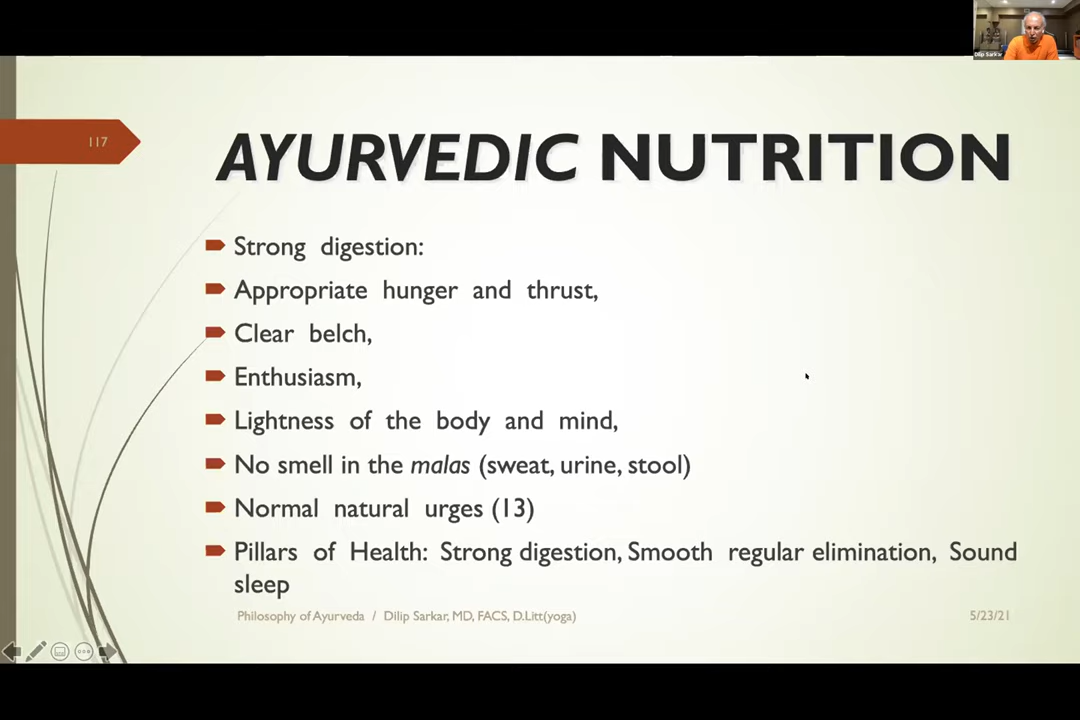 Dilip Sarkar
117
AYURVEDIC NUTRITION
Strong digestion:
Appropriate hunger and thrust,
Clear belch,
Enthusiasm,
Lightness of the body and mind,
No smell in the malas (sweat, urine, stool)
Normal natural urges (13)
Pillars of Health: Strong digestion, Smooth regular elimination, Sound
sleep
Philosophy of Ayurveda / Dilip Sarkar, MD, FACS, D.Litt(yoga) 5/23/21